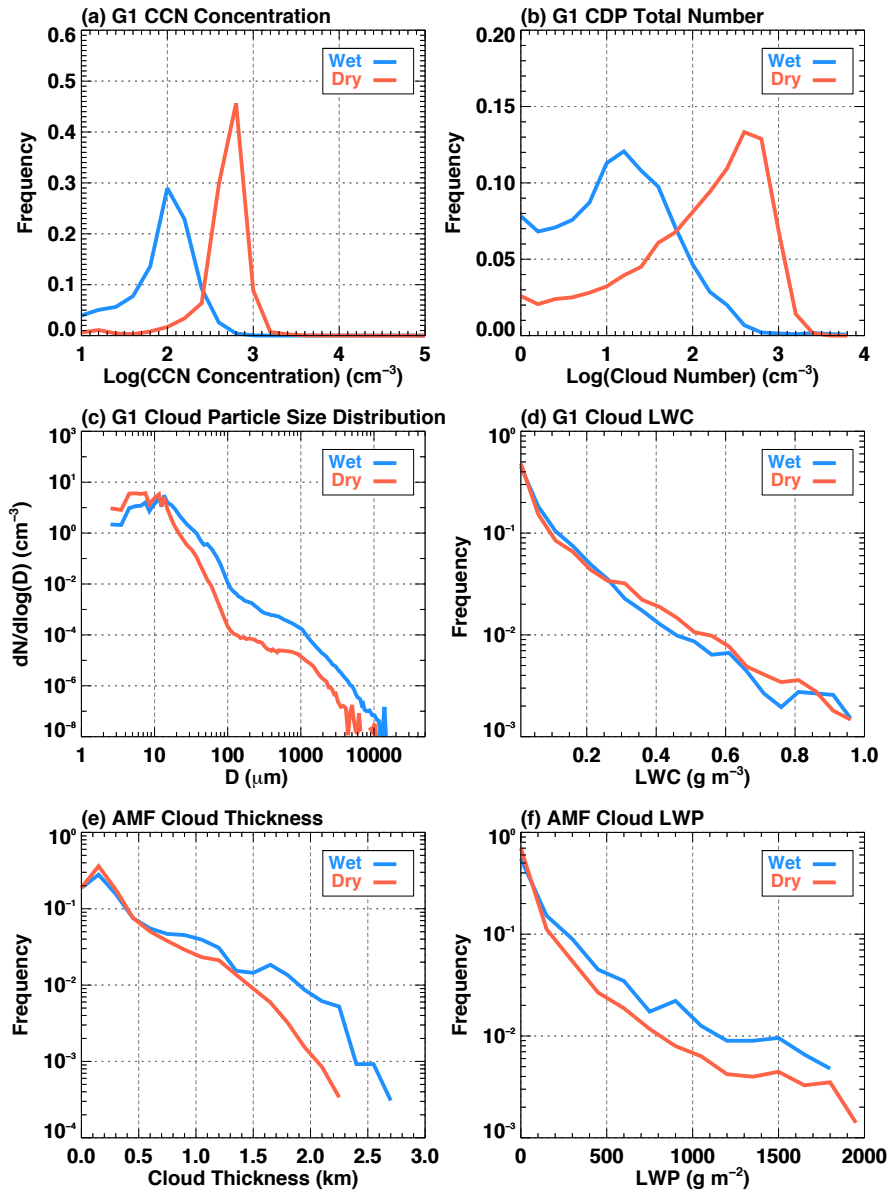 (a) G1 CCN Concentration
0.6
0.5
0.4
0.3
0.2
0.1
0.0
Frequency
Wet
Dry
1 2 3 4 5
Log(CCN Concentration) (cm⁻³)
(b) G1 CDP Total Number
0.20
0.15
0.10
0.05
0.00
Frequency
Wet
Dry
0 1 2 3 4
Log(Cloud Number) (cm⁻³)
(c) G1 Cloud Particle Size Distribution
10³
10¹
10⁰
10⁻²
10⁻⁴
10⁻⁶
10⁻⁸
dN/dlog(D) (cm⁻³)
Wet
Dry
1 10 100 1000 10000
D (μm)
(d) G1 Cloud LWC
10⁰
10⁻¹
10⁻²
10⁻³
Frequency
Wet
Dry
0.2 0.4 0.6 0.8 1.0
LWC (g m⁻³)
(e) AMF Cloud Thickness
10⁰
10⁻¹
10⁻²
10⁻³
10⁻⁴
Frequency
Wet
Dry
0.0 0.5 1.0 1.5 2.0 2.5 3.0
Cloud Thickness (km)
(f) AMF Cloud LWP
10⁰
10⁻¹
10⁻²
10⁻³
Frequency
Wet
Dry
0 500 1000 1500 2000
LWP (g m⁻²)